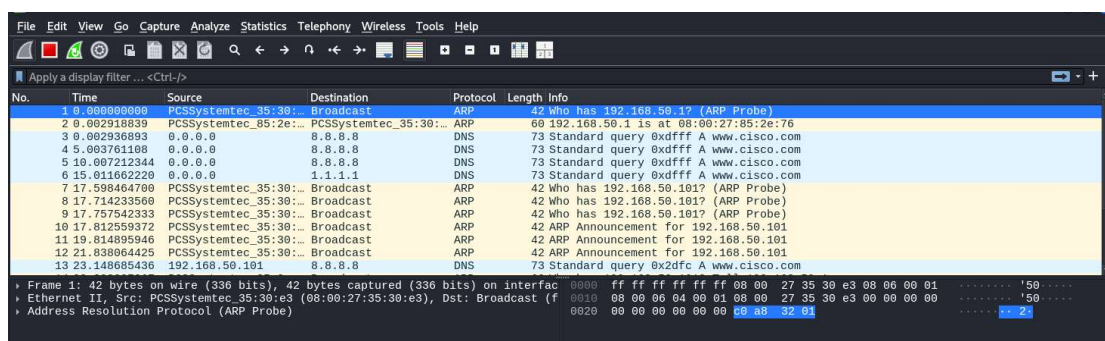 File Edit View Go Capture Analyze Statistics Telephony Wireless Tools Help
Apply a display filter ... <Ctrl-/>
No. Time Source Destination Protocol Length Info
1 0.000000000 PCSSystemtec_35:30:… Broadcast ARP 42 Who has 192.168.50.1? (ARP Probe)
2 0.002918839 PCSSystemtec_85:2e:… PCSSystemtec_35:30:… ARP 60 192.168.50.1 is at 08:00:27:85:2e:76
3 0.002936893 0.0.0.0 8.8.8.8 DNS 73 Standard query 0xdfff A www.cisco.com
4 5.003761108 0.0.0.0 8.8.8.8 DNS 73 Standard query 0xdfff A www.cisco.com
5 10.007212344 0.0.0.0 8.8.8.8 DNS 73 Standard query 0xdfff A www.cisco.com
6 15.011662220 0.0.0.0 1.1.1.1 DNS 73 Standard query 0xdfff A www.cisco.com
7 17.598464700 PCSSystemtec_35:30:… Broadcast ARP 42 Who has 192.168.50.101? (ARP Probe)
8 17.714233560 PCSSystemtec_35:30:… Broadcast ARP 42 Who has 192.168.50.101? (ARP Probe)
9 17.757542333 PCSSystemtec_35:30:… Broadcast ARP 42 Who has 192.168.50.101? (ARP Probe)
10 17.812559372 PCSSystemtec_35:30:… Broadcast ARP 42 ARP Announcement for 192.168.50.101
11 19.814895946 PCSSystemtec_35:30:… Broadcast ARP 42 ARP Announcement for 192.168.50.101
12 21.838064425 PCSSystemtec_35:30:… Broadcast ARP 42 ARP Announcement for 192.168.50.101
13 23.148685436 192.168.50.101 8.8.8.8 DNS 73 Standard query 0x2dfc A www.cisco.com
Frame 1: 42 bytes on wire (336 bits), 42 bytes captured (336 bits) on interfac
Ethernet II, Src: PCSSystemtec_35:30:e3 (08:00:27:35:30:e3), Dst: Broadcast (f
Address Resolution Protocol (ARP Probe)
0000 ff ff ff ff ff ff 08 00 27 35 30 e3 08 06 00 01 ········ '50·····
0010 08 00 06 04 00 01 08 00 27 35 30 e3 00 00 00 00 ········ '50·····
0020 00 00 00 00 00 00 c0 a8 32 01 ········ 2·